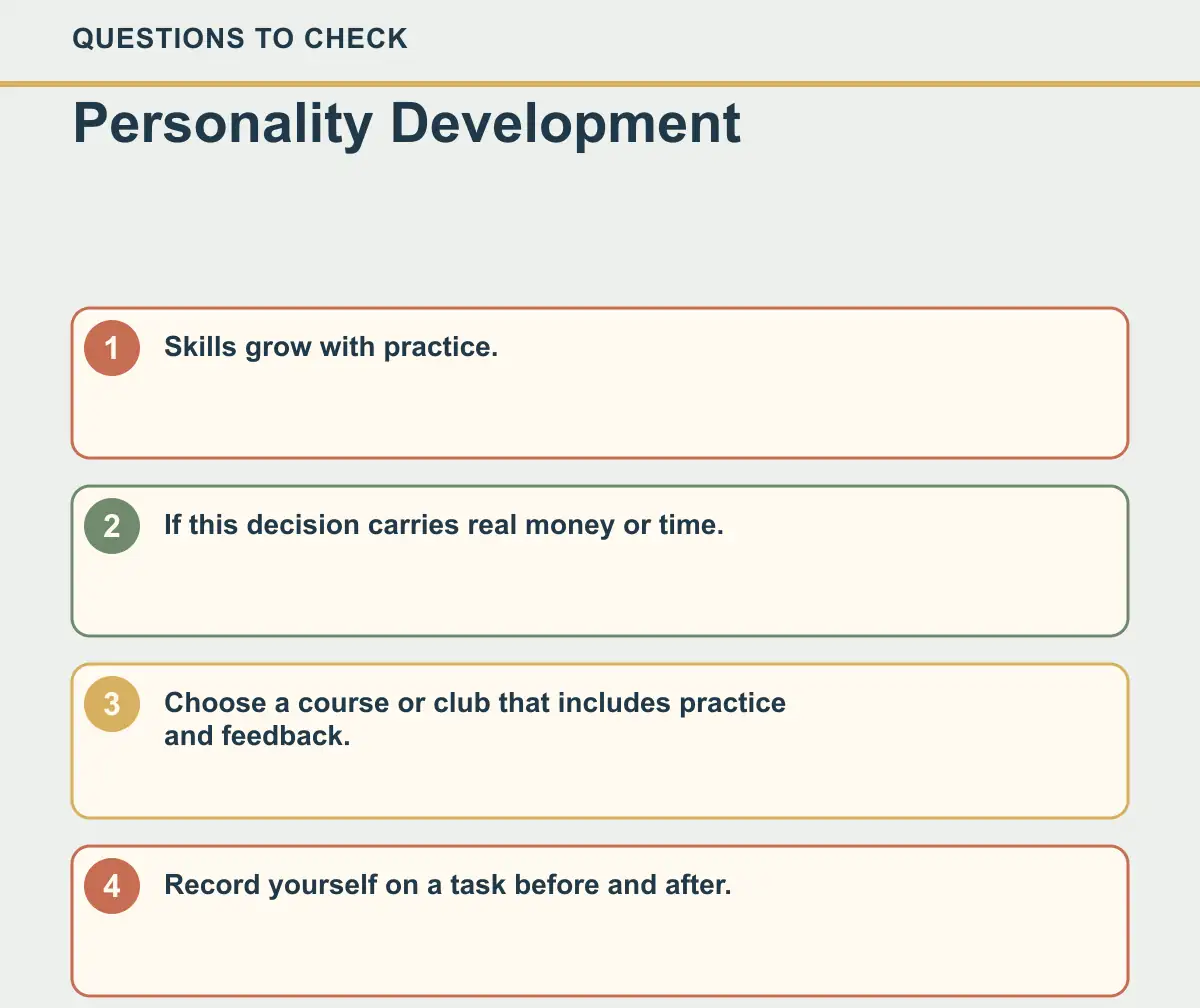 QUESTIONS TO CHECK
Personality Development
1
Skills grow with practice.
2
If this decision carries real money or time.
3
Choose a course or club that includes practice
and feedback.
4
Record yourself on a task before and after.